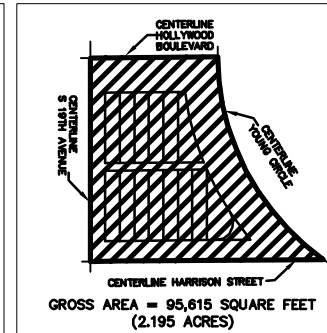 CENTERLINE
HOLLYWOOD
BOULEVARD
CENTERLINE
S 19TH AVENUE
CENTERLINE
YOUNG CIRCLE
CENTERLINE HARRISON STREET
GROSS AREA = 95,615 SQUARE FEET
(2.195 ACRES)